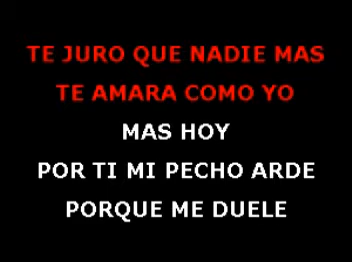 TE JURO QUE NADIE MAS
TE AMARA COMO YO
MAS HOY
POR TI MI PECHO ARDE
PORQUE ME DUELE